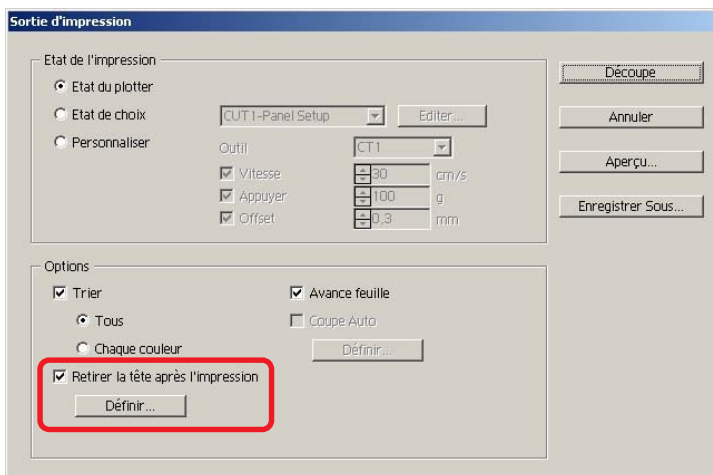 Sortie d'impression
Etat de l'impression
Etat du plotter
Etat de choix CUT1-Panel Setup Editer...
Personnaliser Outil CT1
Vitesse 30 cm/s
Appuyer 100 g
Offset 0,3 mm
Découpe
Annuler
Aperçu...
Enregistrer Sous...
Options
Trier Avance feuille
Tous Coupe Auto
Chaque couleur Définir...
Retirer la tête après l'impression
Définir...